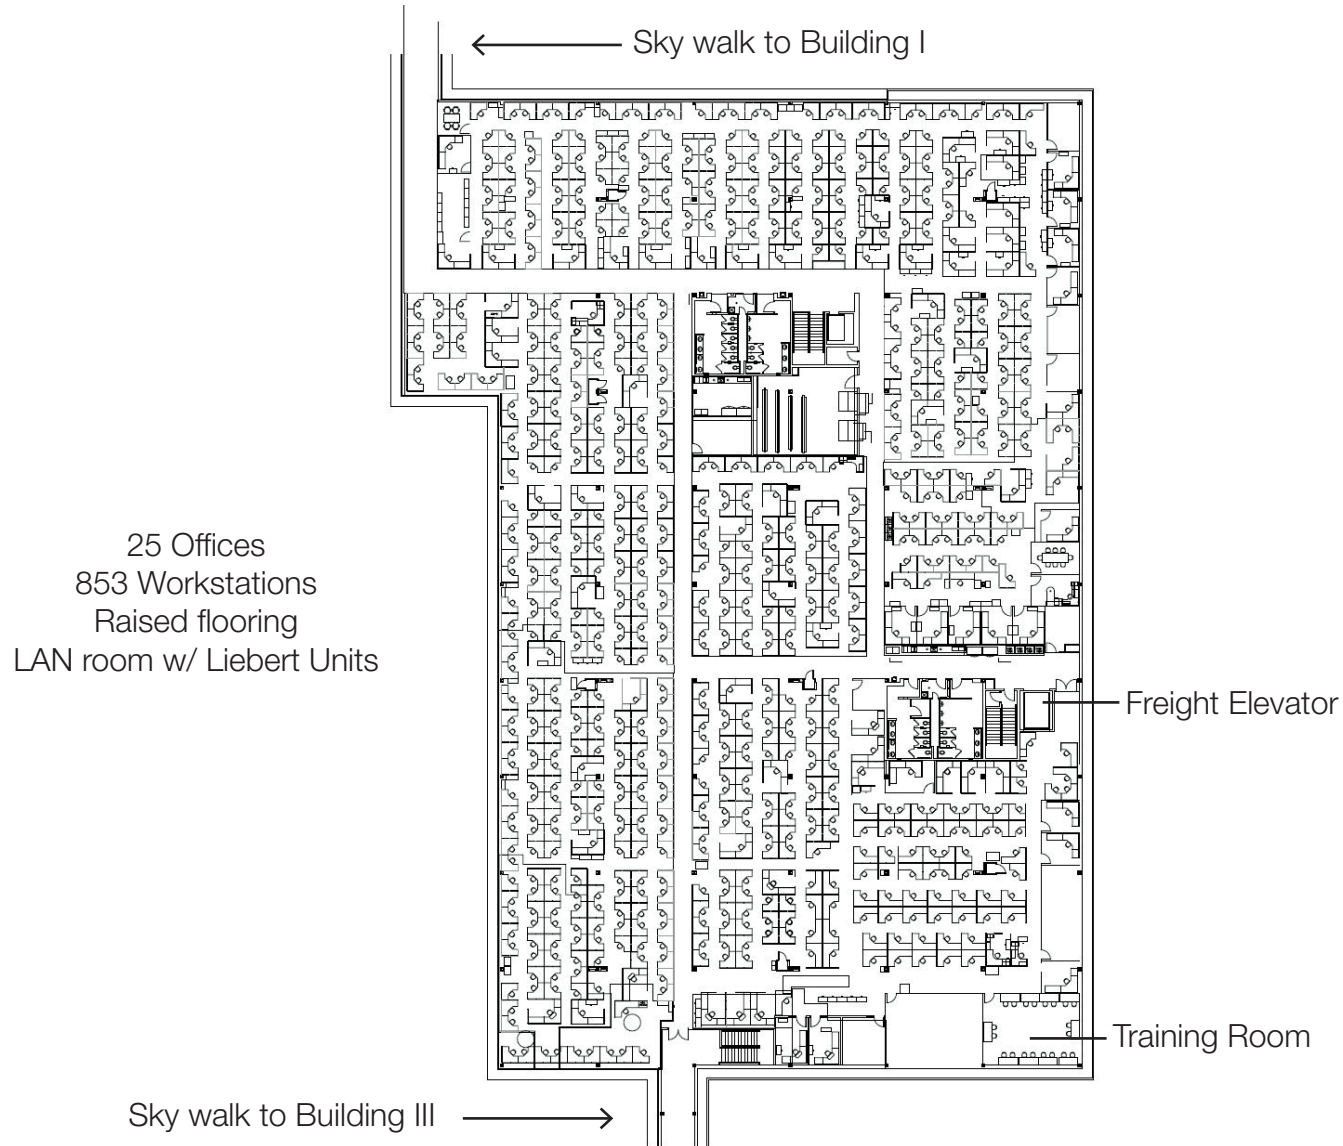 Sky walk to Building I
25 Offices
853 Workstations
Raised flooring
LAN room w/ Liebert Units
Freight Elevator
Training Room
Sky walk to Building III